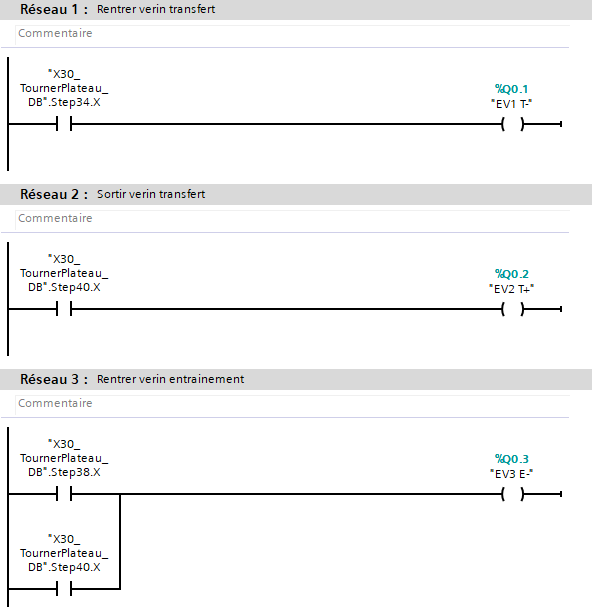 Réseau 1 : Rentrer verin transfert
Commentaire
"X30_
TournerPlateau_
DB".Step34.X
%Q0.1
"EV1 T-"
Réseau 2 : Sortir verin transfert
Commentaire
"X30_
TournerPlateau_
DB".Step40.X
%Q0.2
"EV2 T+"
Réseau 3 : Rentrer verin entrainement
Commentaire
"X30_
TournerPlateau_
DB".Step38.X
%Q0.3
"EV3 E-"
"X30_
TournerPlateau_
DB".Step40.X